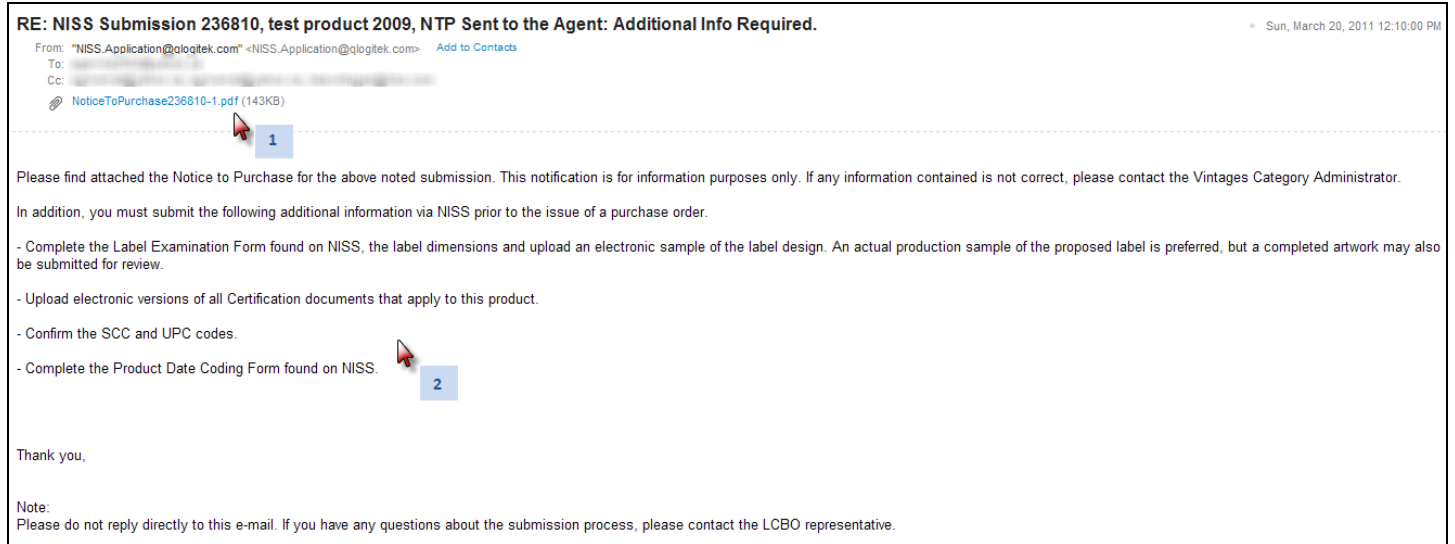 RE: NISS Submission 236810, test product 2009, NTP Sent to the Agent: Additional Info Required.
Sun, March 20, 2011 12:10:00 PM
From: "NISS.Application@qlogitek.com" <NISS.Application@qlogitek.com> Add to Contacts
To:
Cc:
NoticeToPurchase236810-1.pdf (143KB)
1
Please find attached the Notice to Purchase for the above noted submission. This notification is for information purposes only. If any information contained is not correct, please contact the Vintages Category Administrator.
In addition, you must submit the following additional information via NISS prior to the issue of a purchase order.
- Complete the Label Examination Form found on NISS, the label dimensions and upload an electronic sample of the label design. An actual production sample of the proposed label is preferred, but a completed artwork may also
be submitted for review.
- Upload electronic versions of all Certification documents that apply to this product.
- Confirm the SCC and UPC codes.
- Complete the Product Date Coding Form found on NISS.
2
Thank you,
Note:
Please do not reply directly to this e-mail. If you have any questions about the submission process, please contact the LCBO representative.